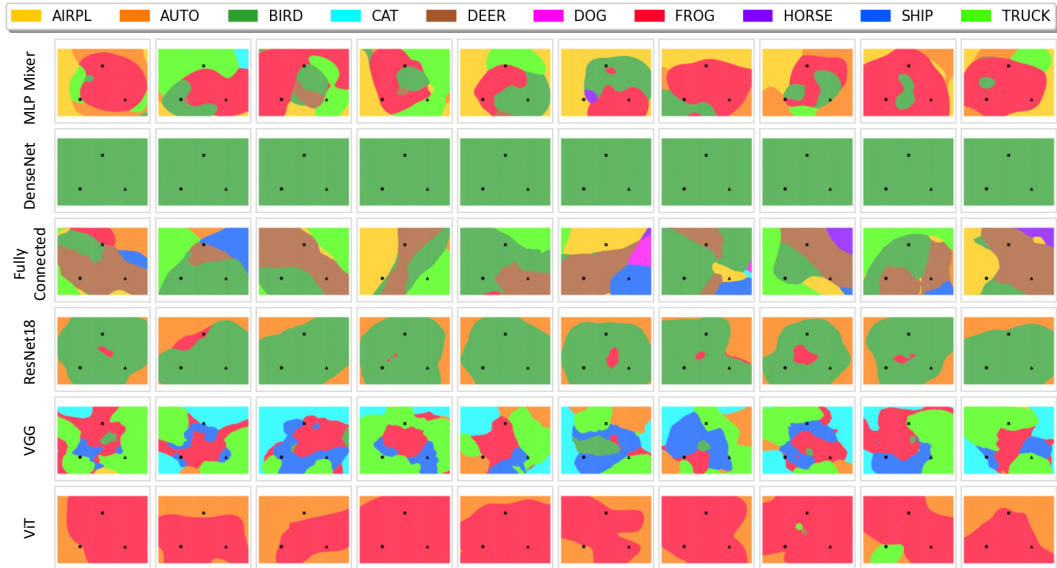 AIRPL AUTO BIRD CAT DEER DOG FROG HORSE SHIP TRUCK
MLP Mixer
DenseNet
Fully
Connected
ResNet18
VGG
ViT